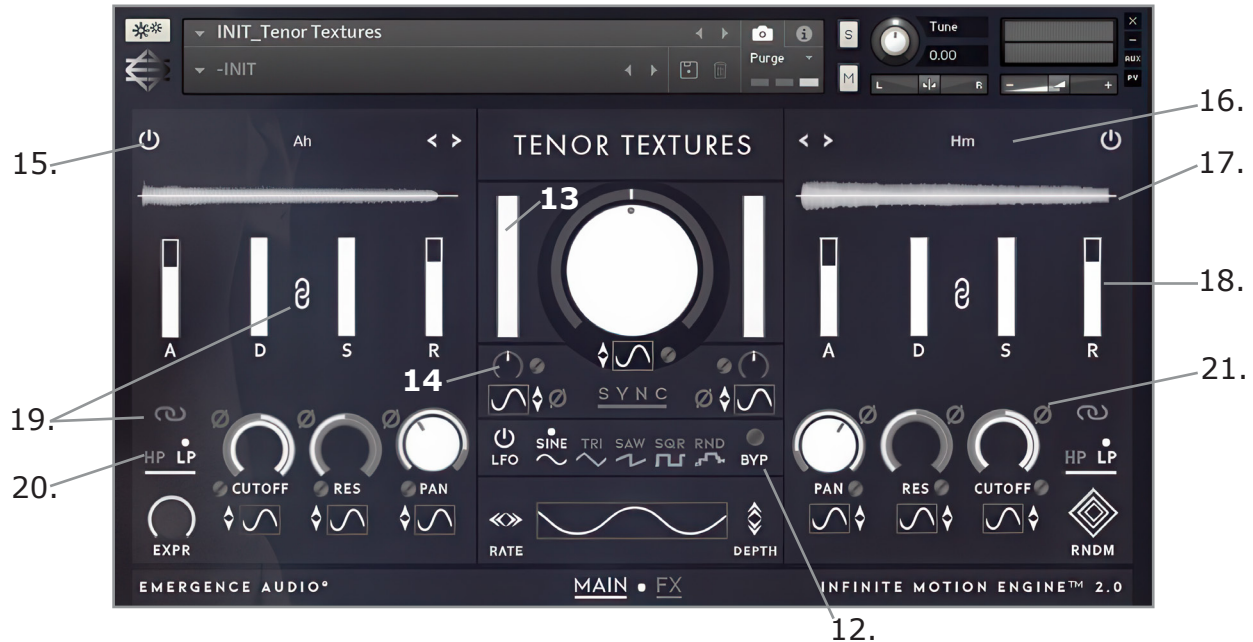 INIT_Tenor Textures
-INIT
Purge
S
M
Tune
0.00
L
R
-
+
×
-
AUX
PV
16.
15.
Ah
< >
TENOR TEXTURES
< >
Hm
17.
13
18.
A
D
S
R
A
D
S
R
14
SYNC
21.
19.
HP LP
LFO
SINE
TRI
SAW
SQR
RND
BYP
HP LP
20.
CUTOFF
RES
PAN
PAN
RES
CUTOFF
EXPR
RATE
DEPTH
RNDM
EMERGENCE AUDIO°
MAIN • FX
INFINITE MOTION ENGINE™ 2.0
12.